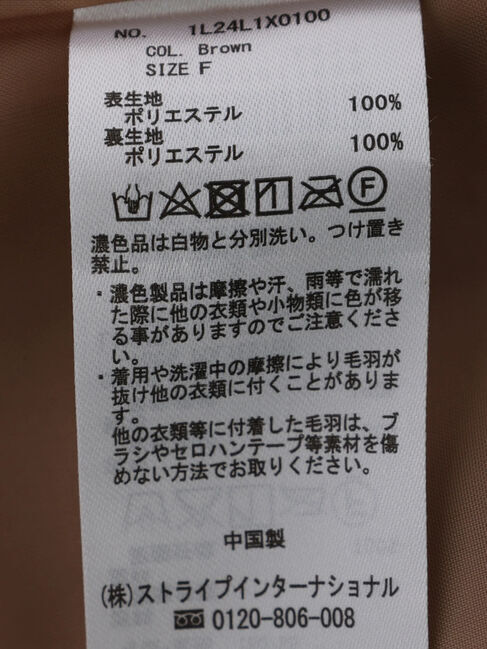 NO. 1L24L1X0100
COL. Brown
SIZE F
表生地
ポリエステル 100%
裏生地
ポリエステル 100%
F
濃色品は白物と分別洗い。つけ置き
禁止。
・濃色製品は摩擦や汗、雨等で濡れ
た際に他の衣類や小物類に色が移
る事がありますのでご注意くださ
い。
・着用や洗濯中の摩擦により毛羽が
抜け他の衣類に付くことがありま
す。
他の衣類等に付着した毛羽は、ブ
ラシやセロハンテープ等素材を傷
めない方法でお取りください。
中国製
(株)ストライプインターナショナル
0120-806-008